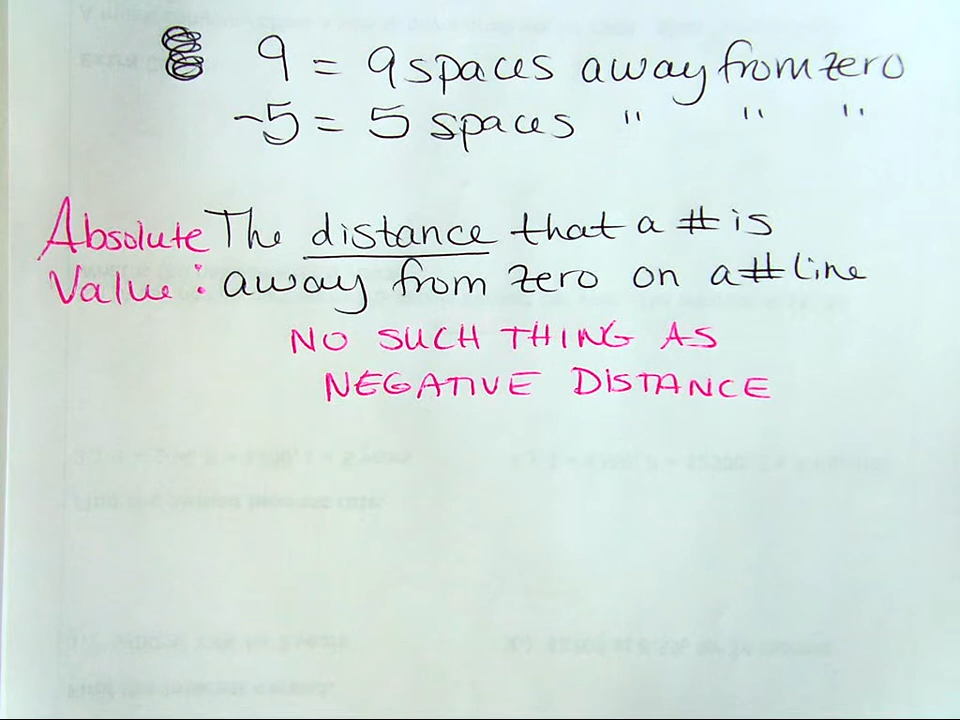 9 = 9 spaces away from zero
-5 = 5 spaces " " "
Absolute The distance that a # is
Value: away from zero on a # line
NO SUCH THING AS
NEGATIVE DISTANCE